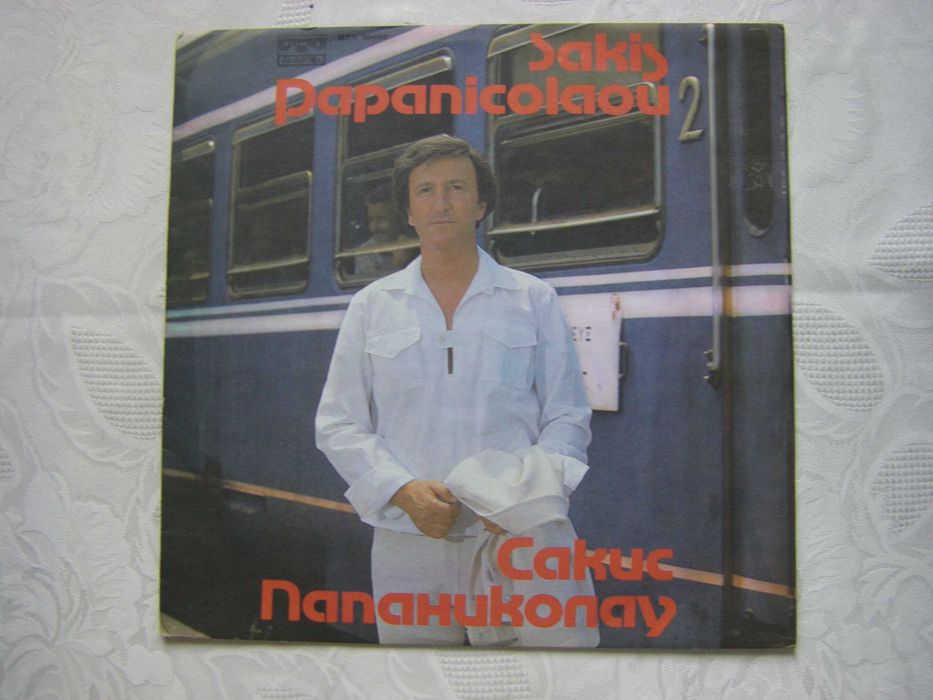 Sakis
Papanicolaou
2
Сакис
Папаниколау